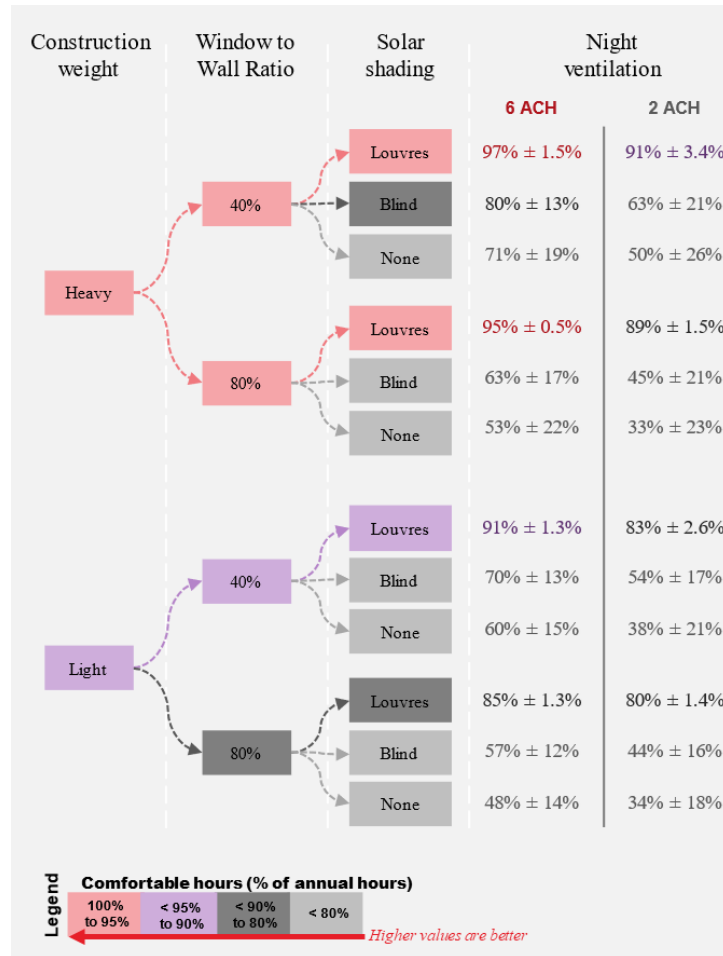 Construction weight
Window to Wall Ratio
Solar shading
Night ventilation
6 ACH
2 ACH
Louvres 97% ± 1.5% 91% ± 3.4%
40% Blind 80% ± 13% 63% ± 21%
None 71% ± 19% 50% ± 26%
Heavy
Louvres 95% ± 0.5% 89% ± 1.5%
80% Blind 63% ± 17% 45% ± 21%
None 53% ± 22% 33% ± 23%
Louvres 91% ± 1.3% 83% ± 2.6%
40% Blind 70% ± 13% 54% ± 17%
None 60% ± 15% 38% ± 21%
Light
Louvres 85% ± 1.3% 80% ± 1.4%
80% Blind 57% ± 12% 44% ± 16%
None 48% ± 14% 34% ± 18%
Legend
Comfortable hours (% of annual hours)
100% to 95%
< 95% to 90%
< 90% to 80%
< 80%
Higher values are better